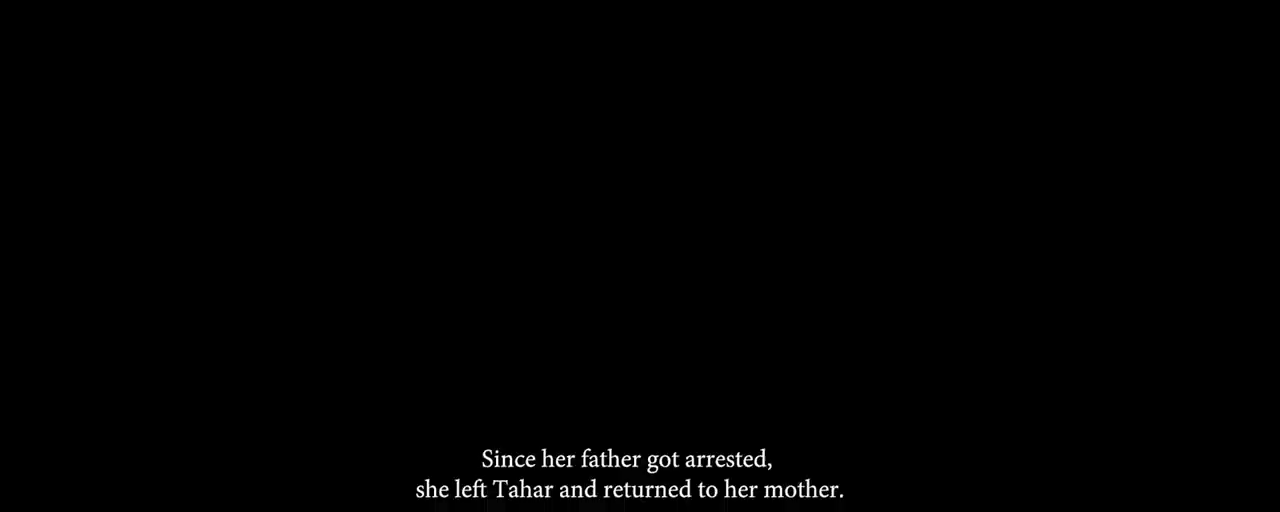 Since her father got arrested,
she left Tahar and returned to her mother.